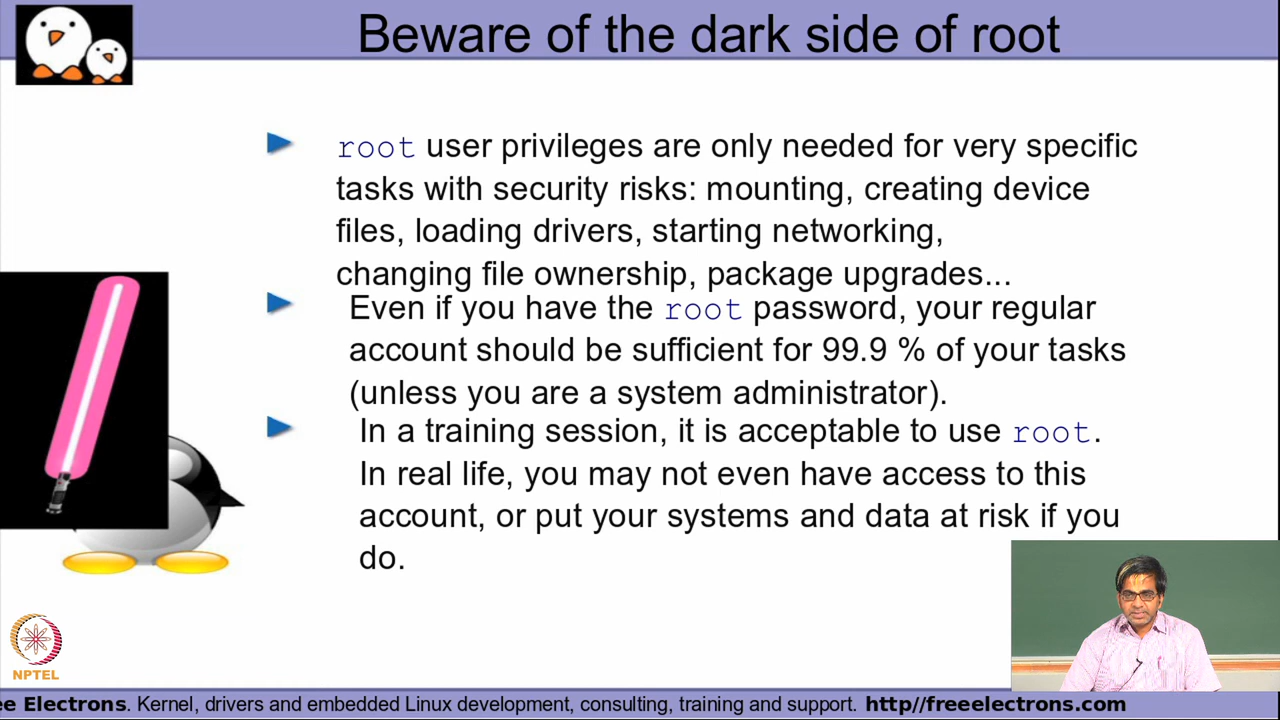 Beware of the dark side of root
root user privileges are only needed for very specific
tasks with security risks: mounting, creating device
files, loading drivers, starting networking,
changing file ownership, package upgrades...
Even if you have the root password, your regular
account should be sufficient for 99.9 % of your tasks
(unless you are a system administrator).
In a training session, it is acceptable to use root.
In real life, you may not even have access to this
account, or put your systems and data at risk if you
do.
NPTEL
ee Electrons. Kernel, drivers and embedded Linux development, consulting, training and support. http//freeelectrons.com